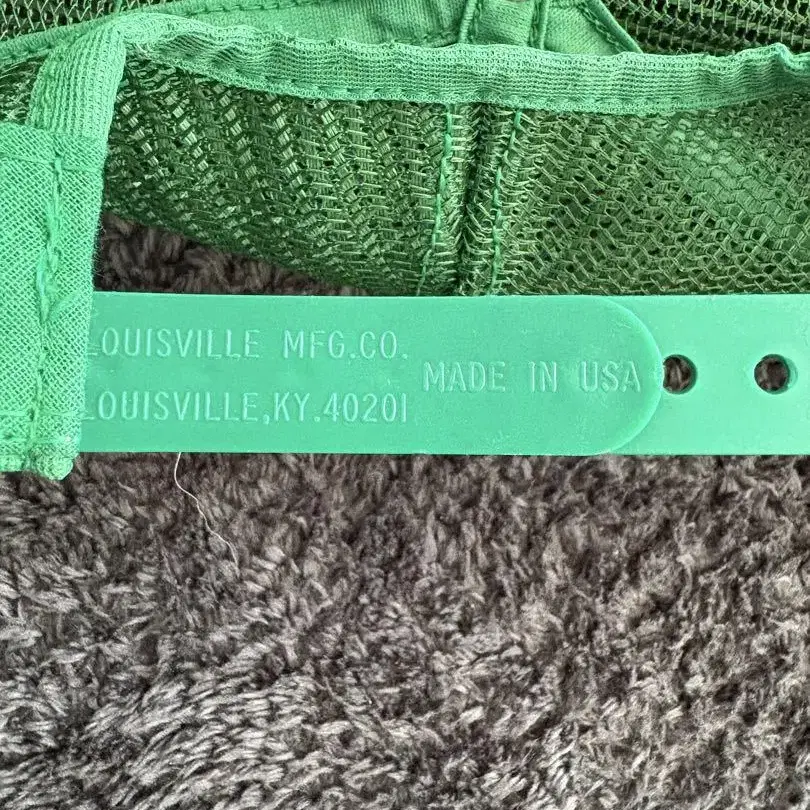 LOUISVILLE MFG.CO.
LOUISVILLE,KY.40201
MADE IN USA